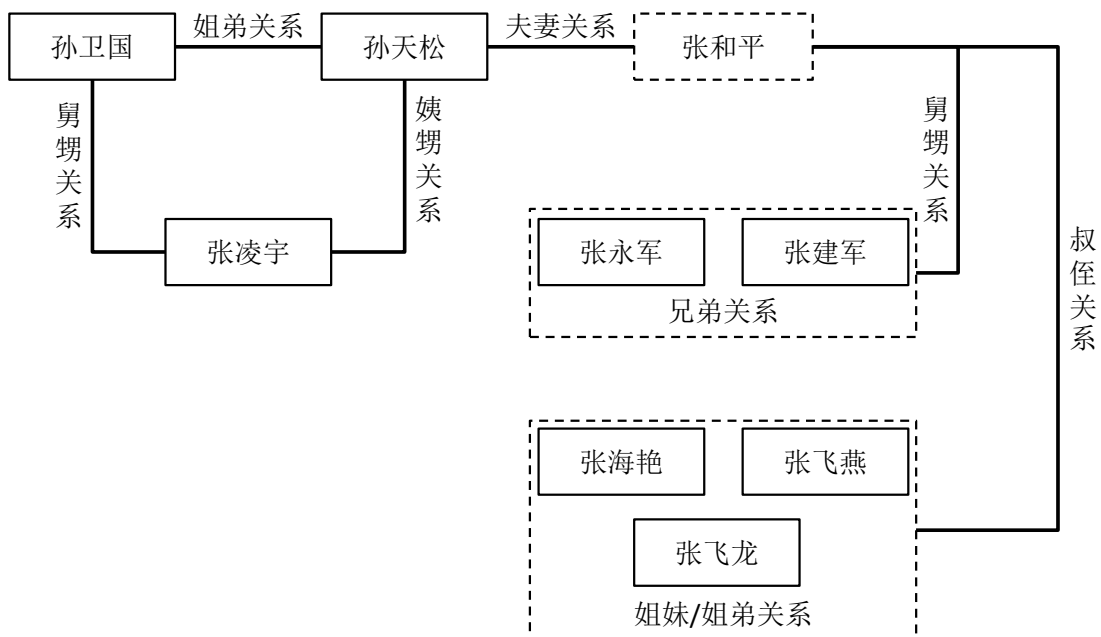 孙卫国
姐弟关系
孙天松
夫妻关系
张和平
舅甥关系
姨甥关系
舅甥关系
张凌宇
张永军
张建军
兄弟关系
叔侄关系
张海艳
张飞燕
张飞龙
姐妹/姐弟关系